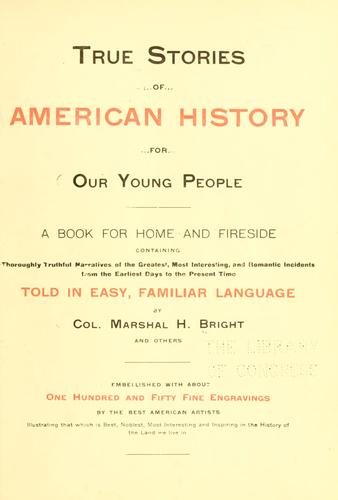 TRUE STORIES
...OF...
AMERICAN HISTORY
...FOR...
OUR YOUNG PEOPLE
A BOOK FOR HOME AND FIRESIDE
CONTAINING
Thoroughly Truthful Narratives of the Greatest, Most Interesting, and Romantic Incidents
from the Earliest Days to the Present Time
TOLD IN EASY, FAMILIAR LANGUAGE
BY
COL. MARSHAL H. BRIGHT
AND OTHERS
THE LIBRARY
OF CONGRESS
EMBELLISHED WITH ABOUT
ONE HUNDRED AND FIFTY FINE ENGRAVINGS
BY THE BEST AMERICAN ARTISTS
Illustrating that which is Best, Noblest, Most Interesting and Inspiring in the History of
the Land We live in